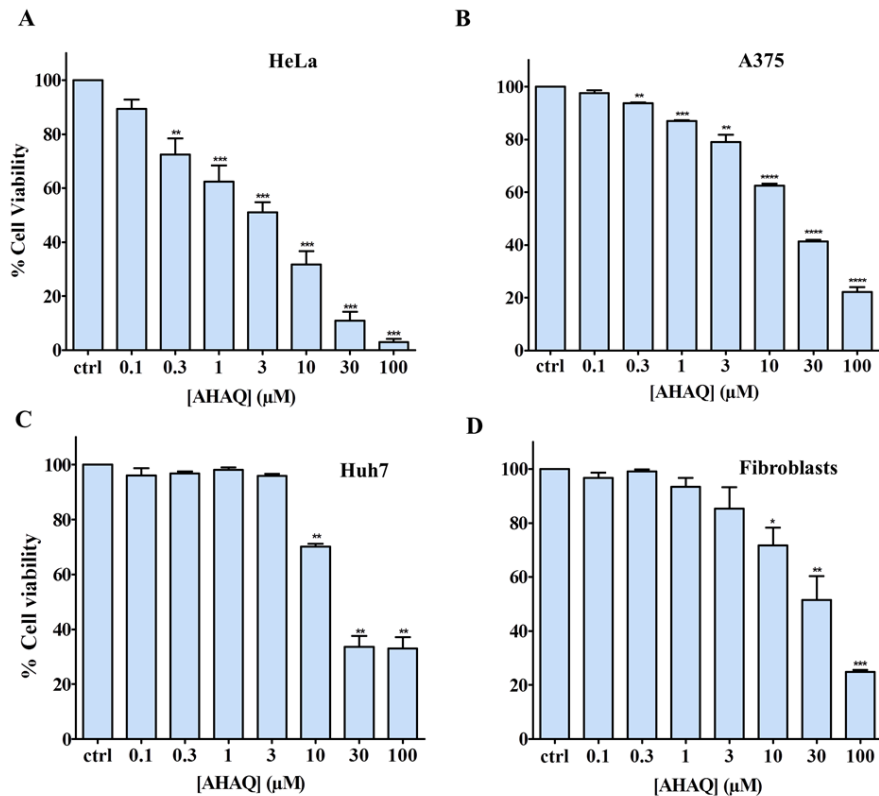 A
HeLa
% Cell Viability
100
80
60
40
20
0
**
***
***
***
***
***
ctrl 0.1 0.3 1 3 10 30 100
[AHAQ] (µM)
B
A375
100
80
60
40
20
0
**
***
**
****
****
****
ctrl 0.1 0.3 1 3 10 30 100
[AHAQ] (µM)
C
Huh7
% Cell viability
100
80
60
40
20
0
**
**
**
ctrl 0.1 0.3 1 3 10 30 100
[AHAQ] (µM)
D
Fibroblasts
100
80
60
40
20
0
*
**
***
ctrl 0.1 0.3 1 3 10 30 100
[AHAQ] (µM)